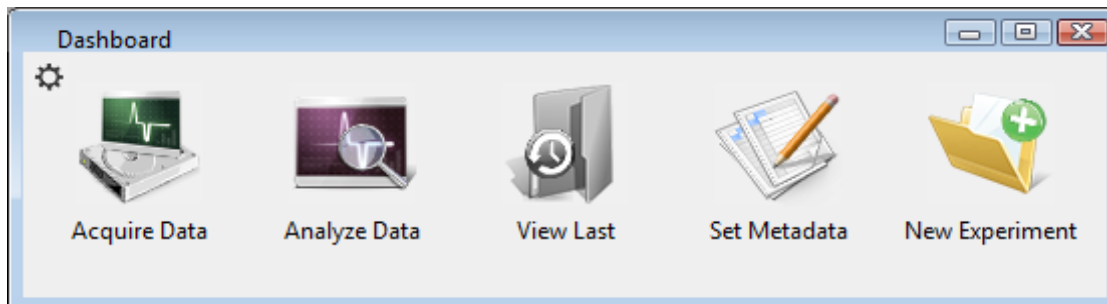 Dashboard
Acquire Data
Analyze Data
View Last
Set Metadata
New Experiment